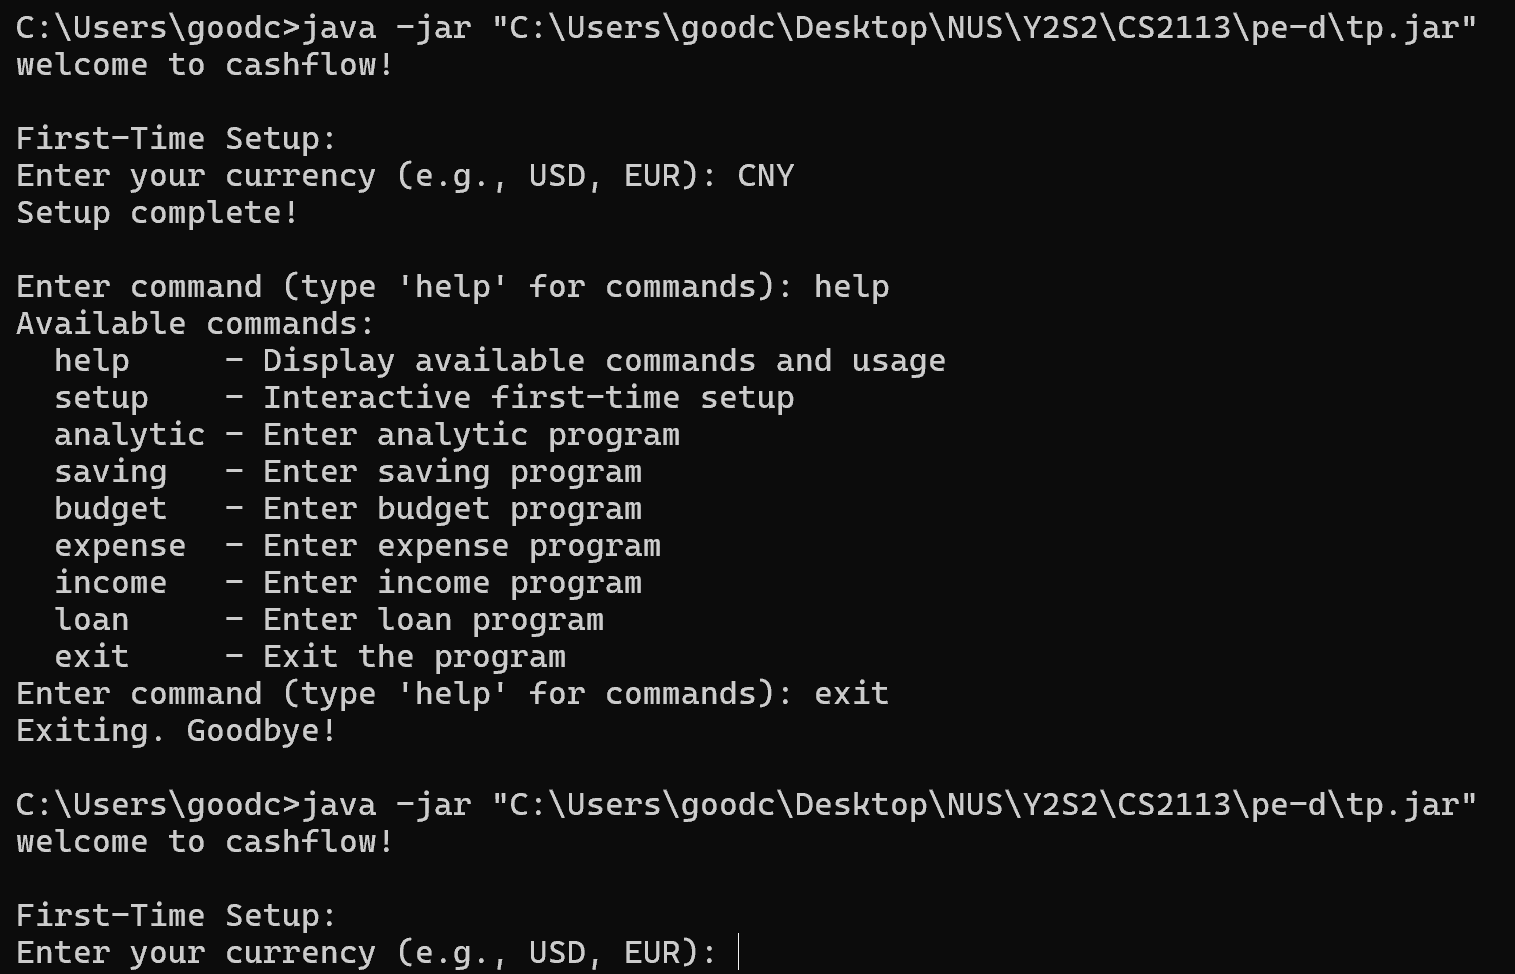 C:\Users\goodc>java -jar "C:\Users\goodc\Desktop\NUS\Y2S2\CS2113\pe-d\tp.jar"
welcome to cashflow!
First-Time Setup:
Enter your currency (e.g., USD, EUR): CNY
Setup complete!
Enter command (type 'help' for commands): help
Available commands:
  help     - Display available commands and usage
  setup    - Interactive first-time setup
  analytic - Enter analytic program
  saving   - Enter saving program
  budget   - Enter budget program
  expense  - Enter expense program
  income   - Enter income program
  loan     - Enter loan program
  exit     - Exit the program
Enter command (type 'help' for commands): exit
Exiting. Goodbye!
C:\Users\goodc>java -jar "C:\Users\goodc\Desktop\NUS\Y2S2\CS2113\pe-d\tp.jar"
welcome to cashflow!
First-Time Setup:
Enter your currency (e.g., USD, EUR):